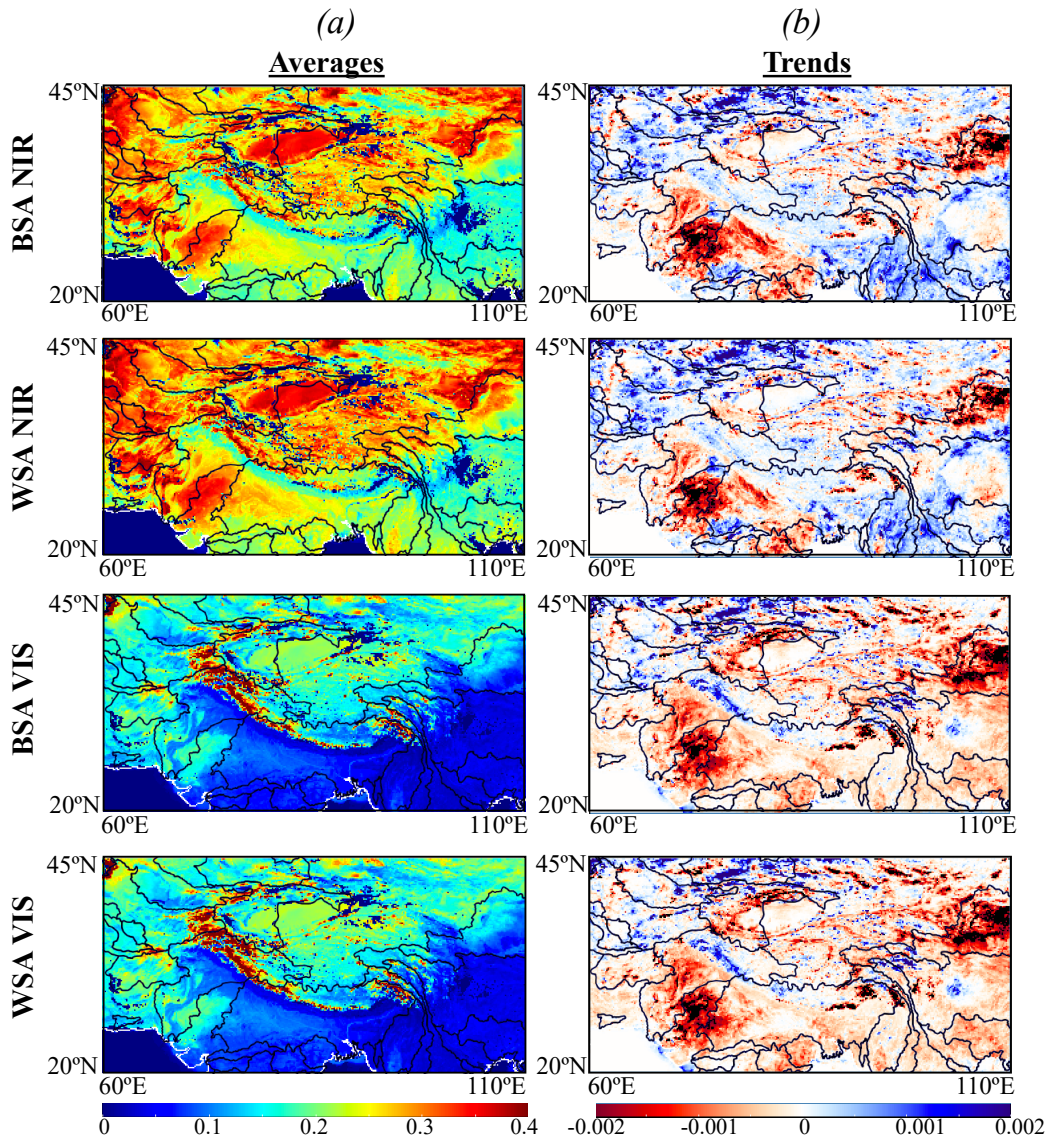 (a) (b)
Averages Trends
BSA NIR
45ºN 45ºN
20ºN 20ºN
60ºE 110ºE 60ºE 110ºE
WSA NIR
45ºN 45ºN
20ºN 20ºN
60ºE 110ºE 60ºE 110ºE
BSA VIS
45ºN 45ºN
20ºN 20ºN
60ºE 110ºE 60ºE 110ºE
WSA VIS
45ºN 45ºN
20ºN 20ºN
60ºE 110ºE 60ºE 110ºE
0 0.1 0.2 0.3 0.4 -0.002 -0.001 0 0.001 0.002